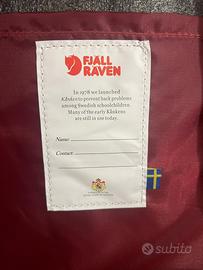 FJÄLL
RÄVEN
In 1978 we launched
Kånken to prevent back problems
among Swedish schoolchildren.
Many of the early Kånkens
are still in use today.
Name:
Contact:
subito